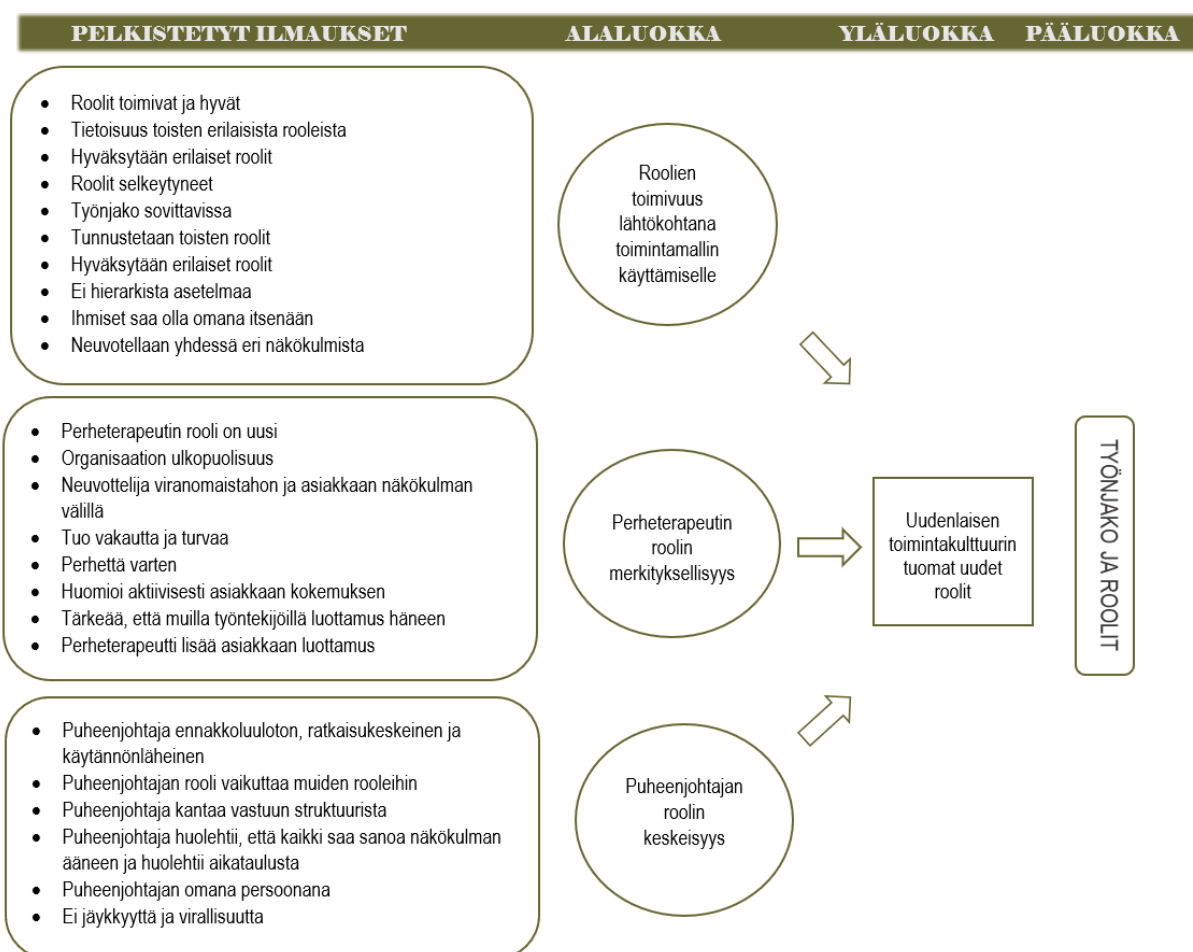 PELKISTETYT ILMAUKSET ALALUOKKA YLÄLUOKKA PÄÄLUOKKA
• Roolit toimivat ja hyvät
• Tietoisuus toisten erilaisista rooleista
• Hyväksytään erilaiset roolit
• Roolit selkeytyneet
• Työnjako sovittavissa
• Tunnustetaan toisten roolit
• Hyväksytään erilaiset roolit
• Ei hierarkista asetelmaa
• Ihmiset saa olla omana itsenään
• Neuvotellaan yhdessä eri näkökulmista
Roolien
toimivuus
lähtökohtana
toimintamallin
käyttämiselle
• Perheterapeutin rooli on uusi
• Organisaation ulkopuolisuus
• Neuvottelija viranomaistahon ja asiakkaan näkökulman
välillä
• Tuo vakautta ja turvaa
• Perhettä varten
• Huomioi aktiivisesti asiakkaan kokemuksen
• Tärkeää, että muilla työntekijöillä luottamus häneen
• Perheterapeutti lisää asiakkaan luottamus
Perheterapeutin
roolin
merkityksellisyys
Uudenlaisen
toimintakulttuurin
tuomat uudet
roolit
TYÖNJAKO JA ROOLIT
• Puheenjohtaja ennakkoluuloton, ratkaisukeskeinen ja
käytännönläheinen
• Puheenjohtajan rooli vaikuttaa muiden rooleihin
• Puheenjohtaja kantaa vastuun struktuurista
• Puheenjohtaja huolehtii, että kaikki saa sanoa näkökulman
ääneen ja huolehtii aikataulusta
• Puheenjohtajan omana persoonana
• Ei jäykkyyttä ja virallisuutta
Puheenjohtajan
roolin
keskeisyys